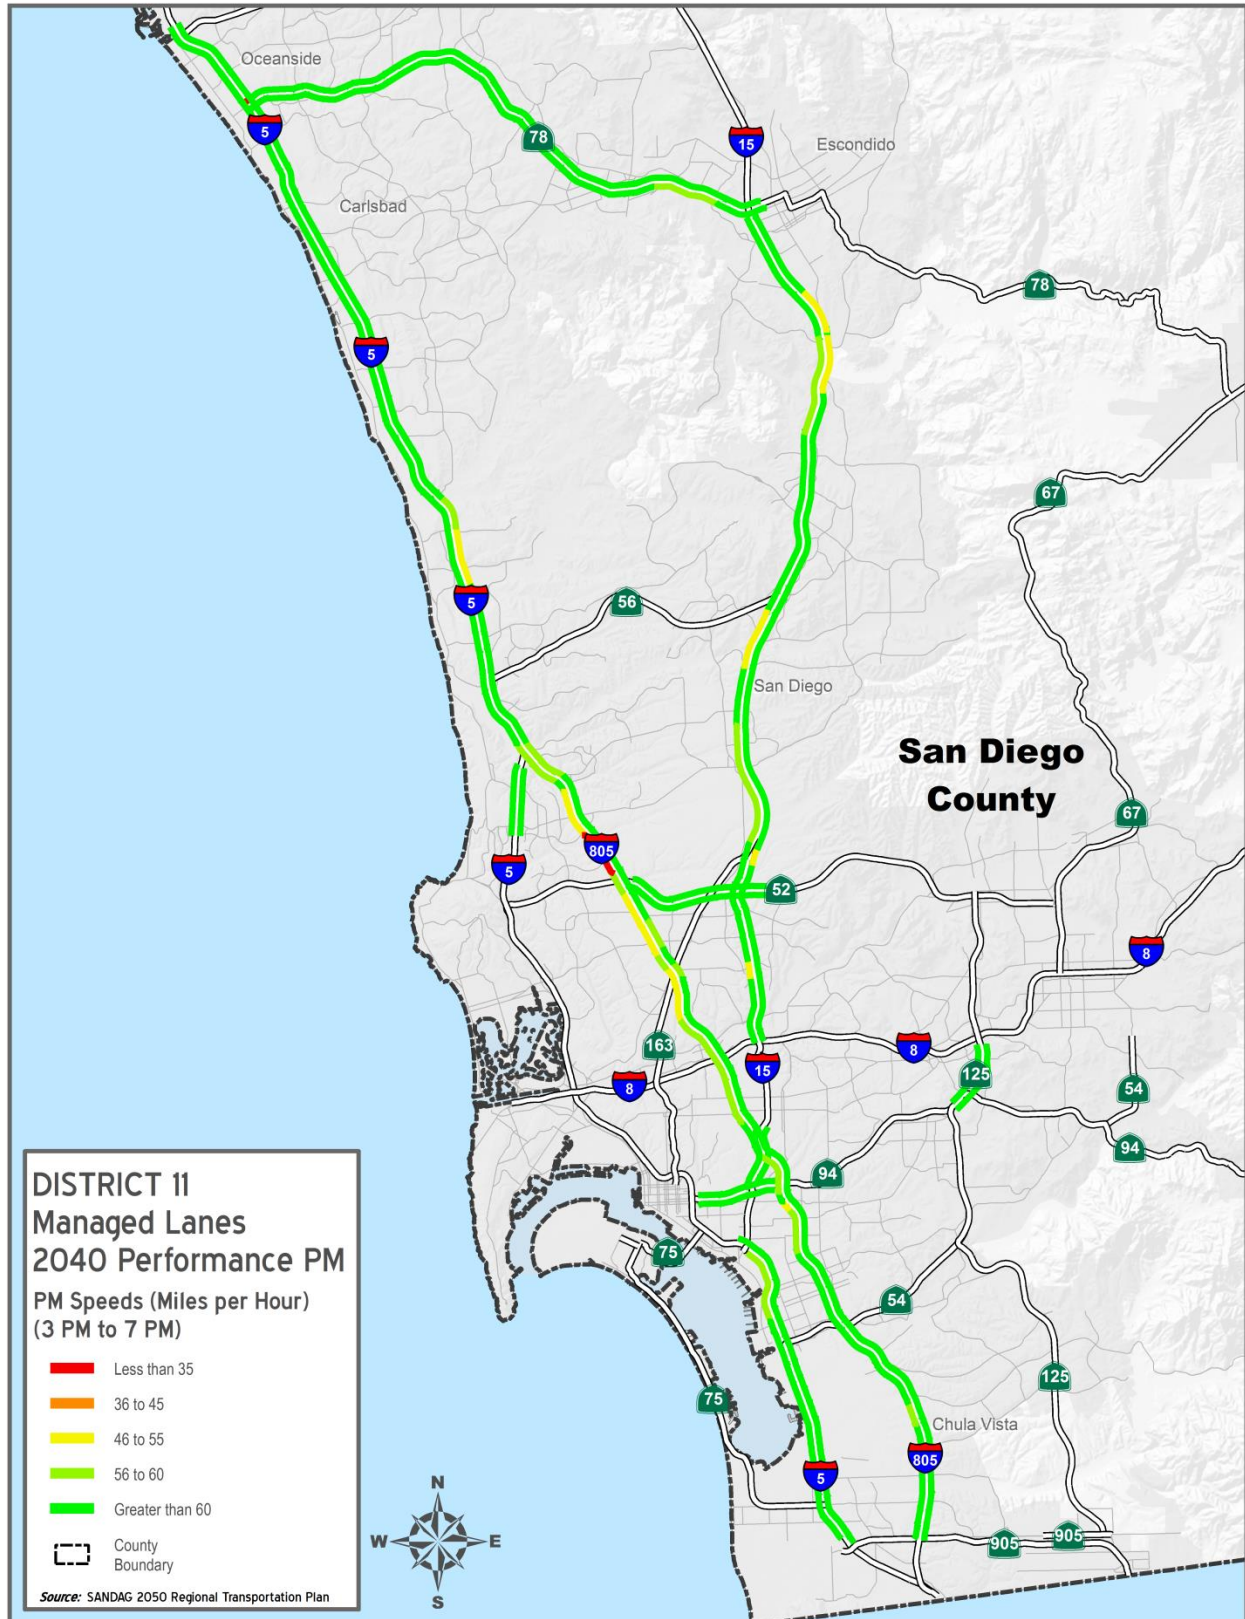 Oceanside
5
78
15
Escondido
Carlsbad
78
5
67
5
56
San Diego
San Diego
County
67
805
5
52
8
163
8
15
125
8
54
94
94
75
54
125
75
Chula Vista
805
5
905
905
DISTRICT 11
Managed Lanes
2040 Performance PM
PM Speeds (Miles per Hour)
(3 PM to 7 PM)
Less than 35
36 to 45
46 to 55
56 to 60
Greater than 60
County
Boundary
Source: SANDAG 2050 Regional Transportation Plan
N
W
E
S